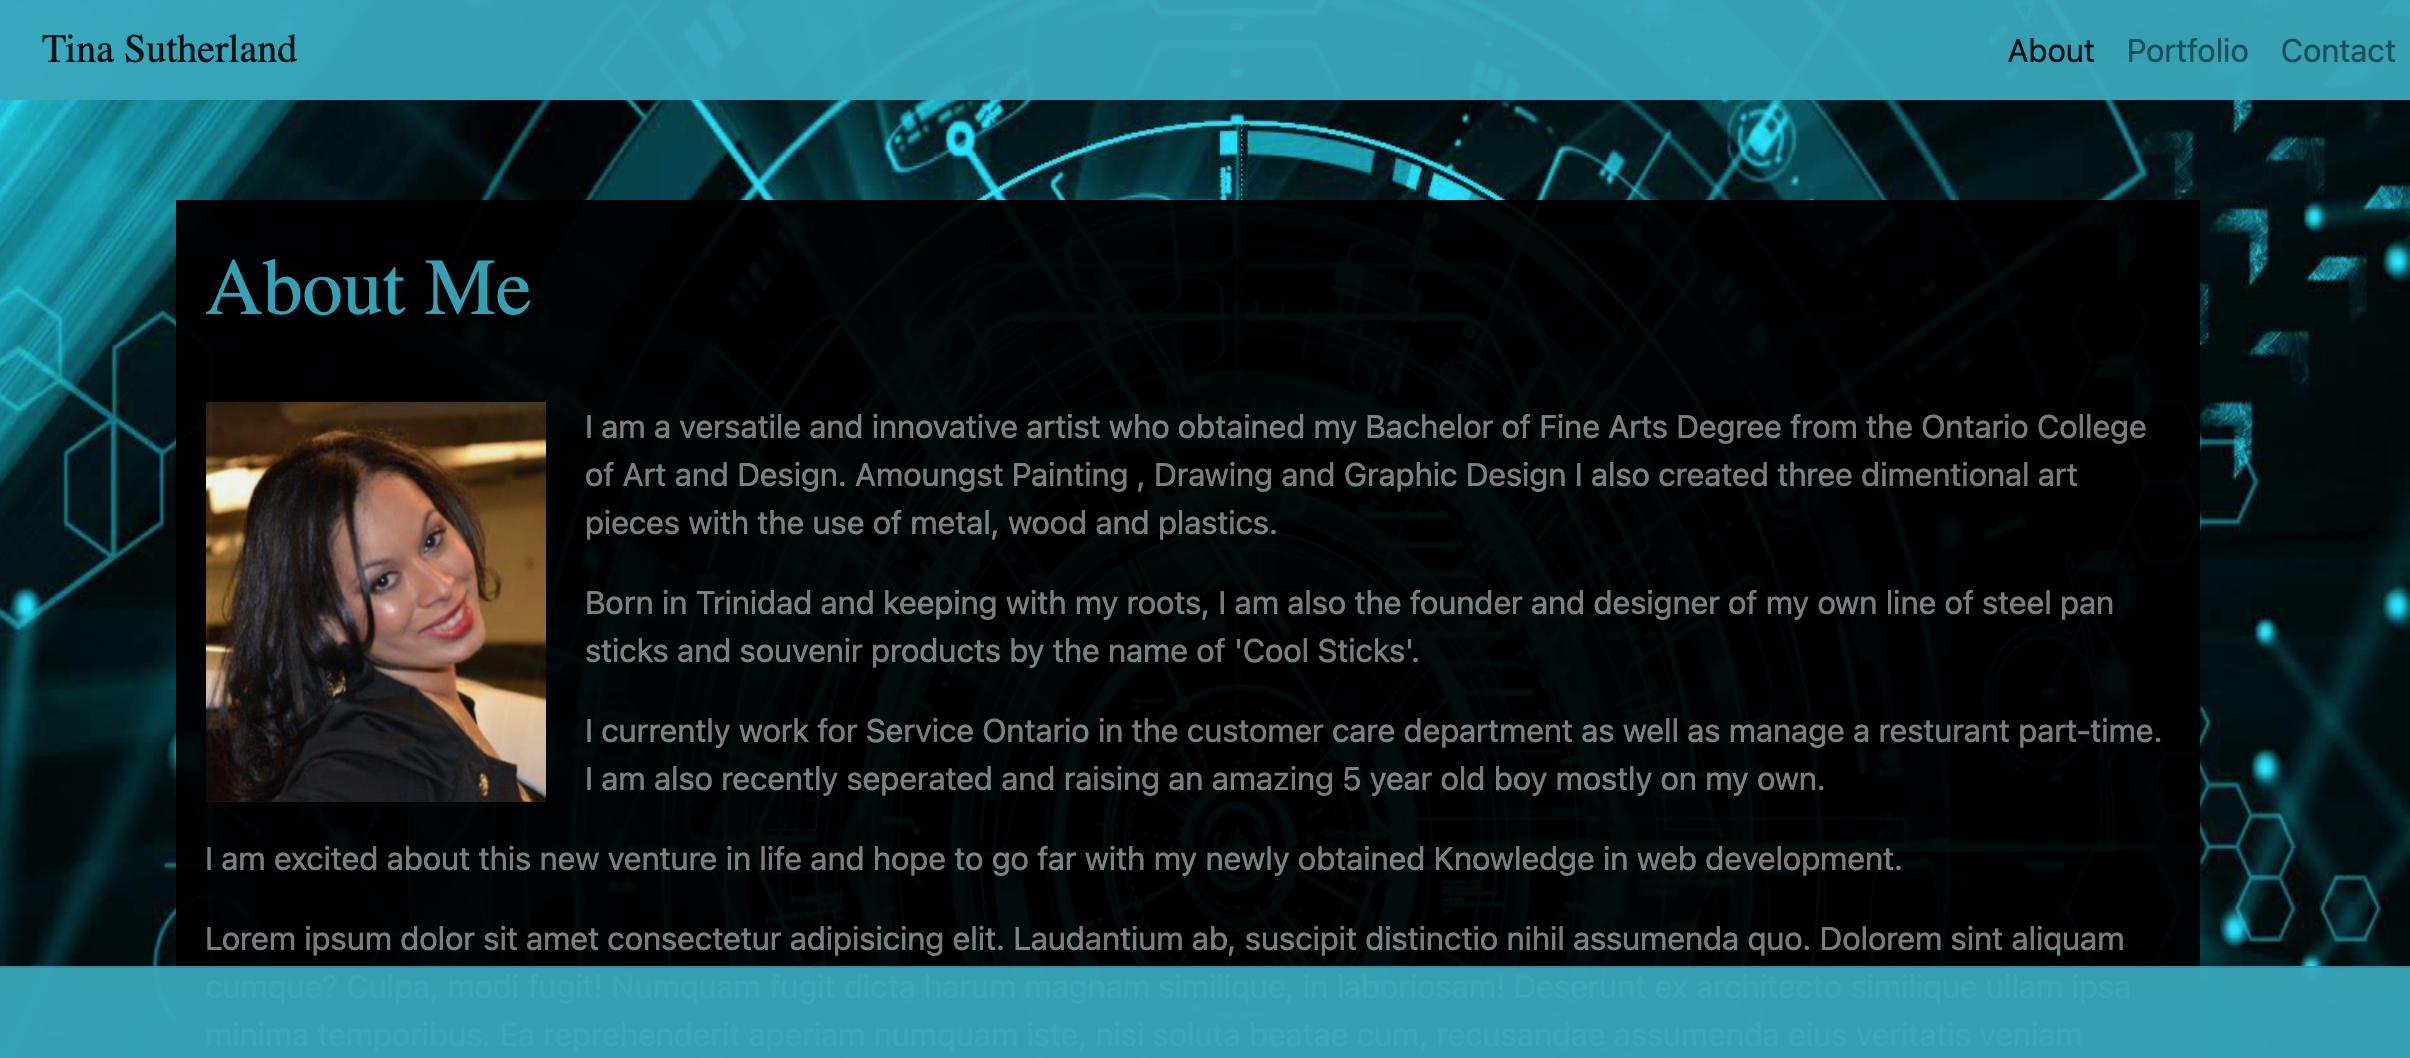 Tina Sutherland
About Portfolio Contact
About Me
I am a versatile and innovative artist who obtained my Bachelor of Fine Arts Degree from the Ontario College
of Art and Design. Amoungst Painting , Drawing and Graphic Design I also created three dimentional art
pieces with the use of metal, wood and plastics.
Born in Trinidad and keeping with my roots, I am also the founder and designer of my own line of steel pan
sticks and souvenir products by the name of 'Cool Sticks'.
I currently work for Service Ontario in the customer care department as well as manage a resturant part-time.
I am also recently seperated and raising an amazing 5 year old boy mostly on my own.
I am excited about this new venture in life and hope to go far with my newly obtained Knowledge in web development.
Lorem ipsum dolor sit amet consectetur adipisicing elit. Laudantium ab, suscipit distinctio nihil assumenda quo. Dolorem sint aliquam
cumque? Culpa, modi fugit! Numquam fugit dicta harum magnam similique, in laboriosam! Deserunt ex architecto similique ullam ipsa
minima temporibus. Ea reprehenderit aperiam numquam iste, nisi soluta beatae cum, recusandae assumenda eius veritatis veniam